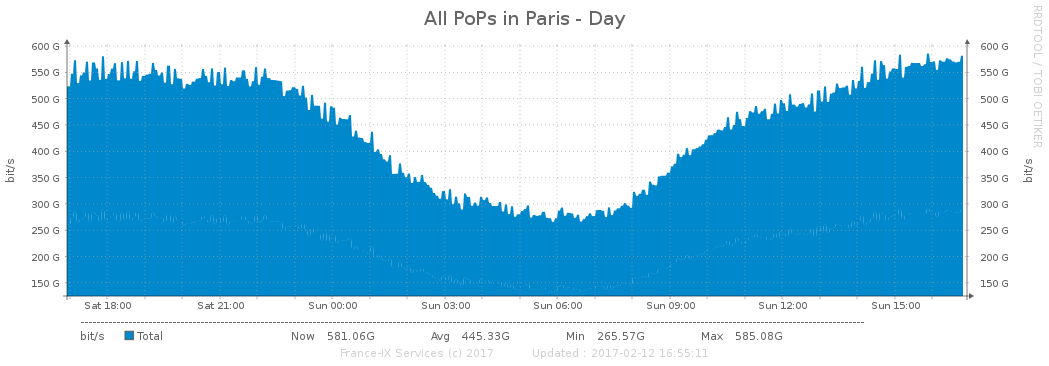 All PoPs in Paris - Day
RRDTOOL / TOBI OETIKER
600 G 600 G
550 G 550 G
500 G 500 G
450 G 450 G
400 G 400 G
350 G 350 G
300 G 300 G
250 G 250 G
200 G 200 G
150 G 150 G
bit/s bit/s
Sat 18:00 Sat 21:00 Sun 00:00 Sun 03:00 Sun 06:00 Sun 09:00 Sun 12:00 Sun 15:00
bit/s Total Now 581.06G Avg 445.33G Min 265.57G Max 585.08G
France-IX Services (c) 2017 Updated : 2017-02-12 16:55:11